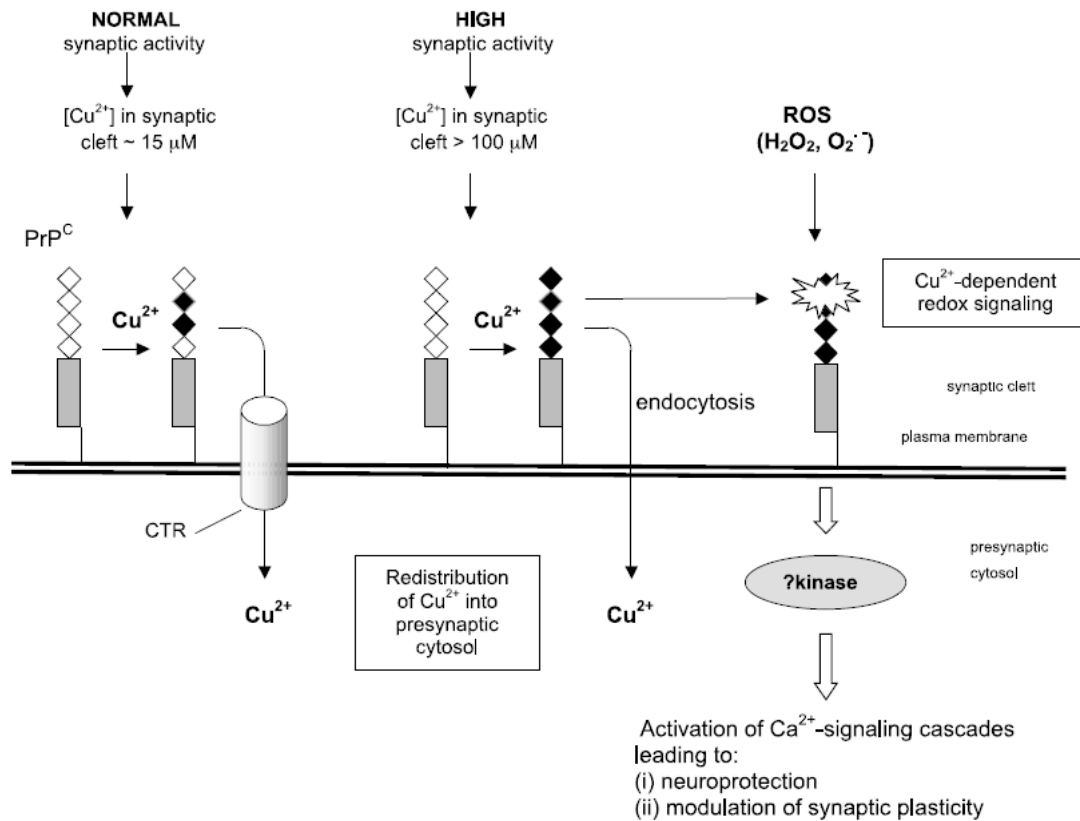 NORMAL
synaptic activity
[Cu²⁺] in synaptic
cleft ~ 15 μM
PrPᶜ
Cu²⁺
CTR
Cu²⁺
HIGH
synaptic activity
[Cu²⁺] in synaptic
cleft > 100 μM
Cu²⁺
endocytosis
Cu²⁺
Redistribution
of Cu²⁺ into
presynaptic
cytosol
ROS
(H₂O₂, O₂˙⁻)
Cu²⁺-dependent
redox signaling
synaptic cleft
plasma membrane
presynaptic
cytosol
?kinase
Activation of Ca²⁺-signaling cascades
leading to:
(i) neuroprotection
(ii) modulation of synaptic plasticity